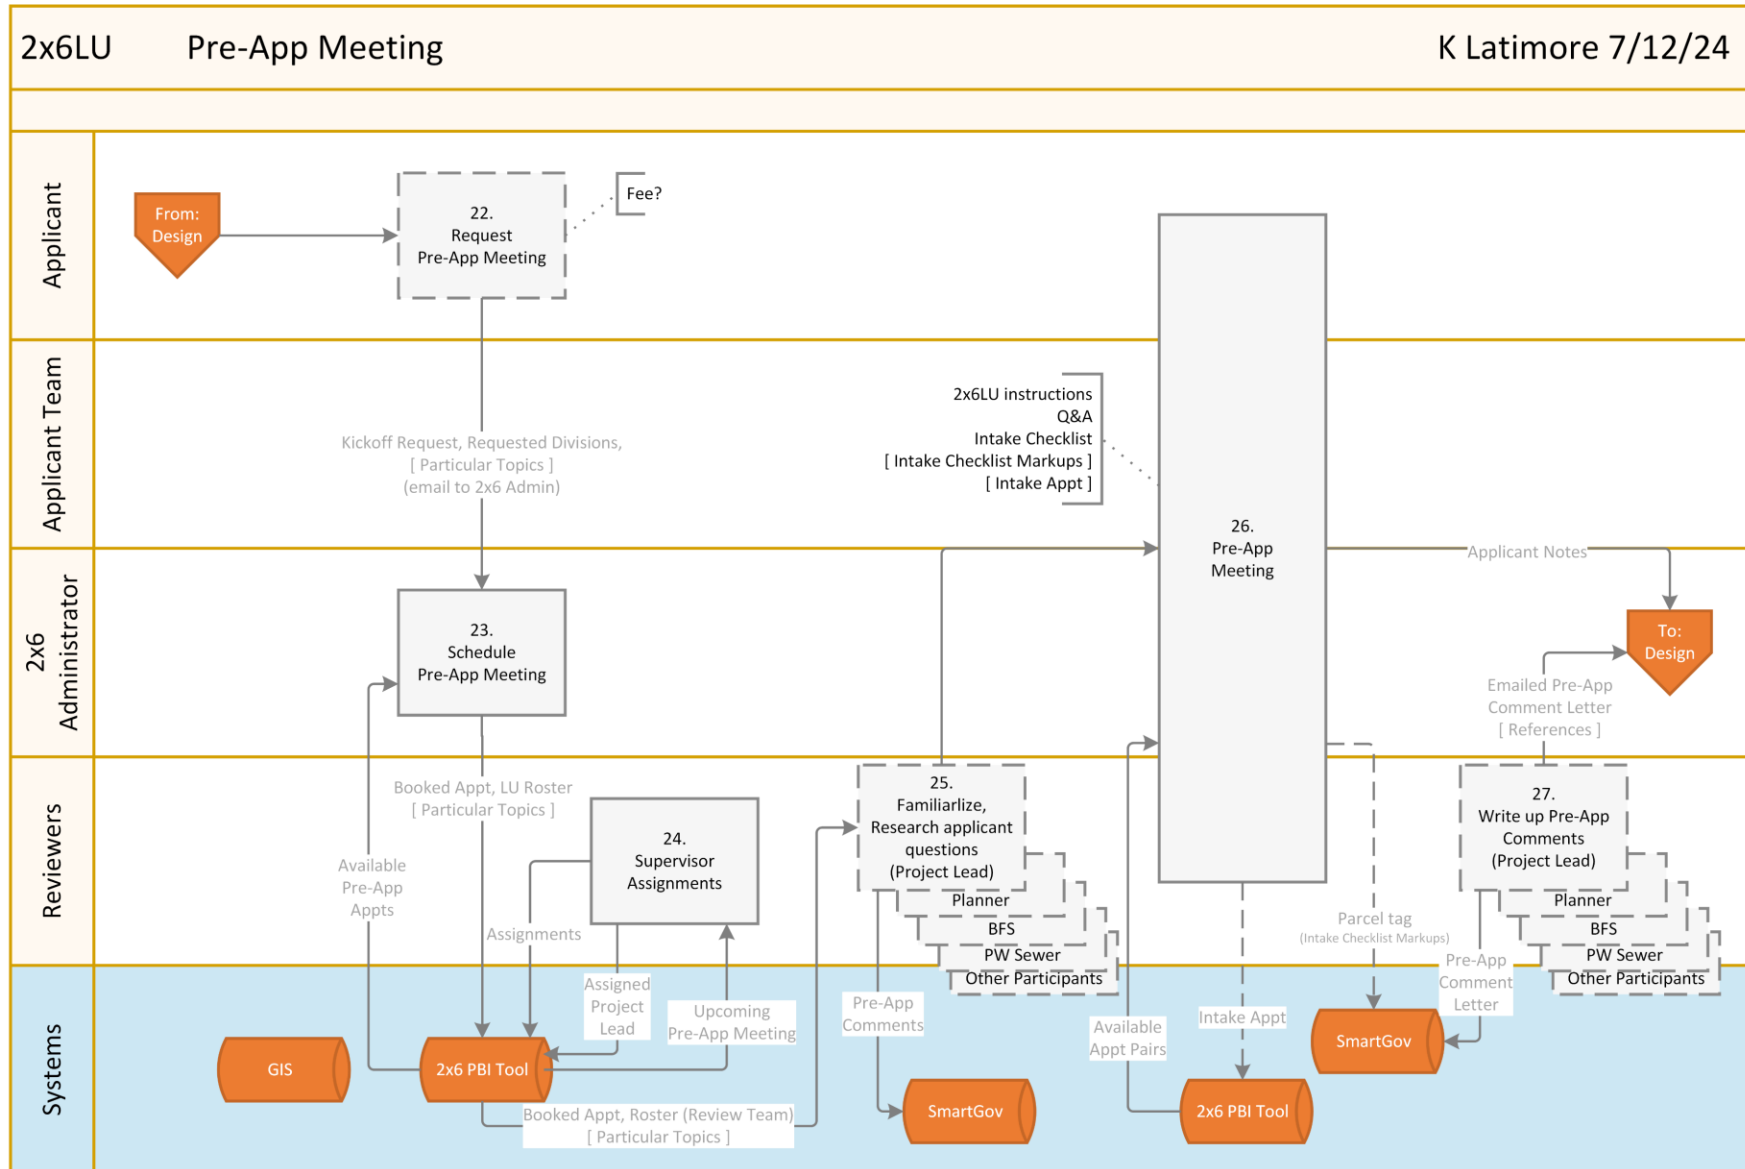 2x6LU Pre-App Meeting K Latimore 7/12/24
Applicant
From:
Design
22.
Request
Pre-App Meeting
Fee?
Applicant Team
Kickoff Request, Requested Divisions,
[ Particular Topics ]
(email to 2x6 Admin)
2x6LU instructions
Q&A
Intake Checklist
[ Intake Checklist Markups ]
[ Intake Appt ]
26.
Pre-App
Meeting
Applicant Notes
2x6
Administrator
23.
Schedule
Pre-App Meeting
To:
Design
Emailed Pre-App
Comment Letter
[ References ]
Reviewers
Booked Appt, LU Roster
[ Particular Topics ]
Available
Pre-App
Appts
24.
Supervisor
Assignments
Assignments
25.
Familiarlize,
Research applicant
questions
(Project Lead)
Planner
BFS
PW Sewer
Other Participants
Parcel tag
(Intake Checklist Markups)
27.
Write up Pre-App
Comments
(Project Lead)
Planner
BFS
PW Sewer
Other Participants
Pre-App
Comment
Letter
Systems
Assigned
Project
Lead
Upcoming
Pre-App Meeting
Pre-App
Comments
Available
Appt Pairs
Intake Appt
GIS
2x6 PBI Tool
SmartGov
2x6 PBI Tool
SmartGov
Booked Appt, Roster (Review Team)
[ Particular Topics ]